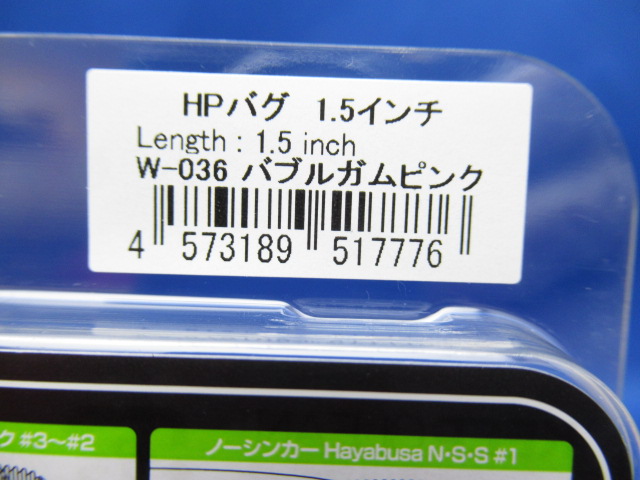 HPバグ 1.5インチ
Length : 1.5 inch
W-036 バブルガムピンク
4 573189 517776
ク #3～#2
ノーシンカー Hayabusa N・S・S #1